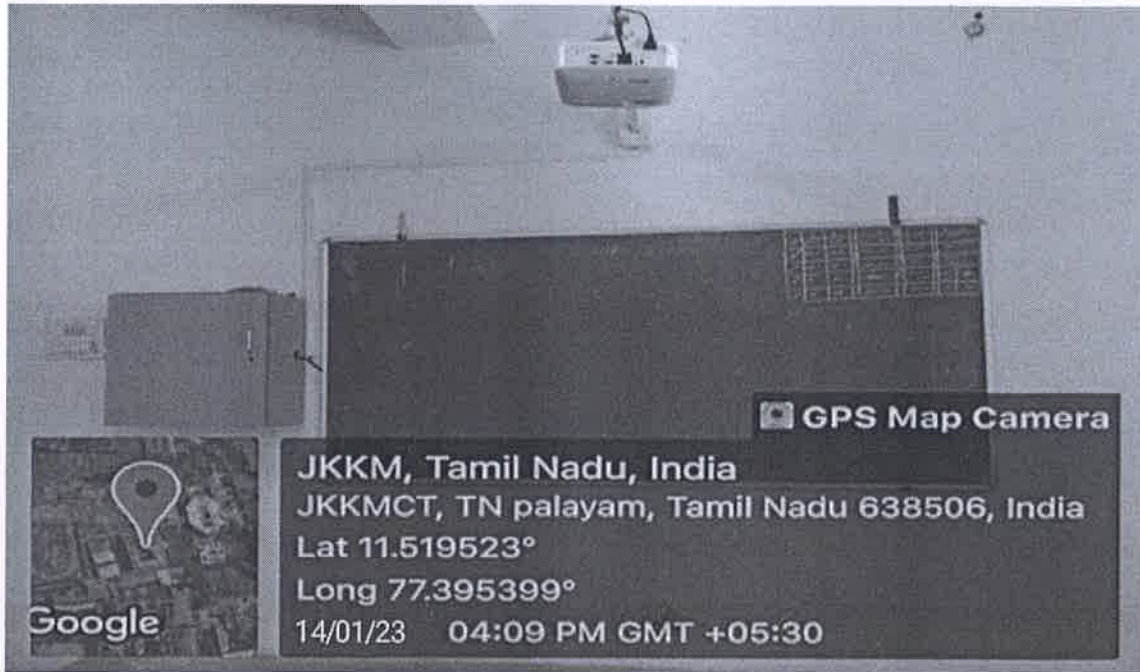 GPS Map Camera
JKKM, Tamil Nadu, India
JKKMCT, TN palayam, Tamil Nadu 638506, India
Lat 11.519523°
Long 77.395399°
Google
14/01/23 04:09 PM GMT +05:30